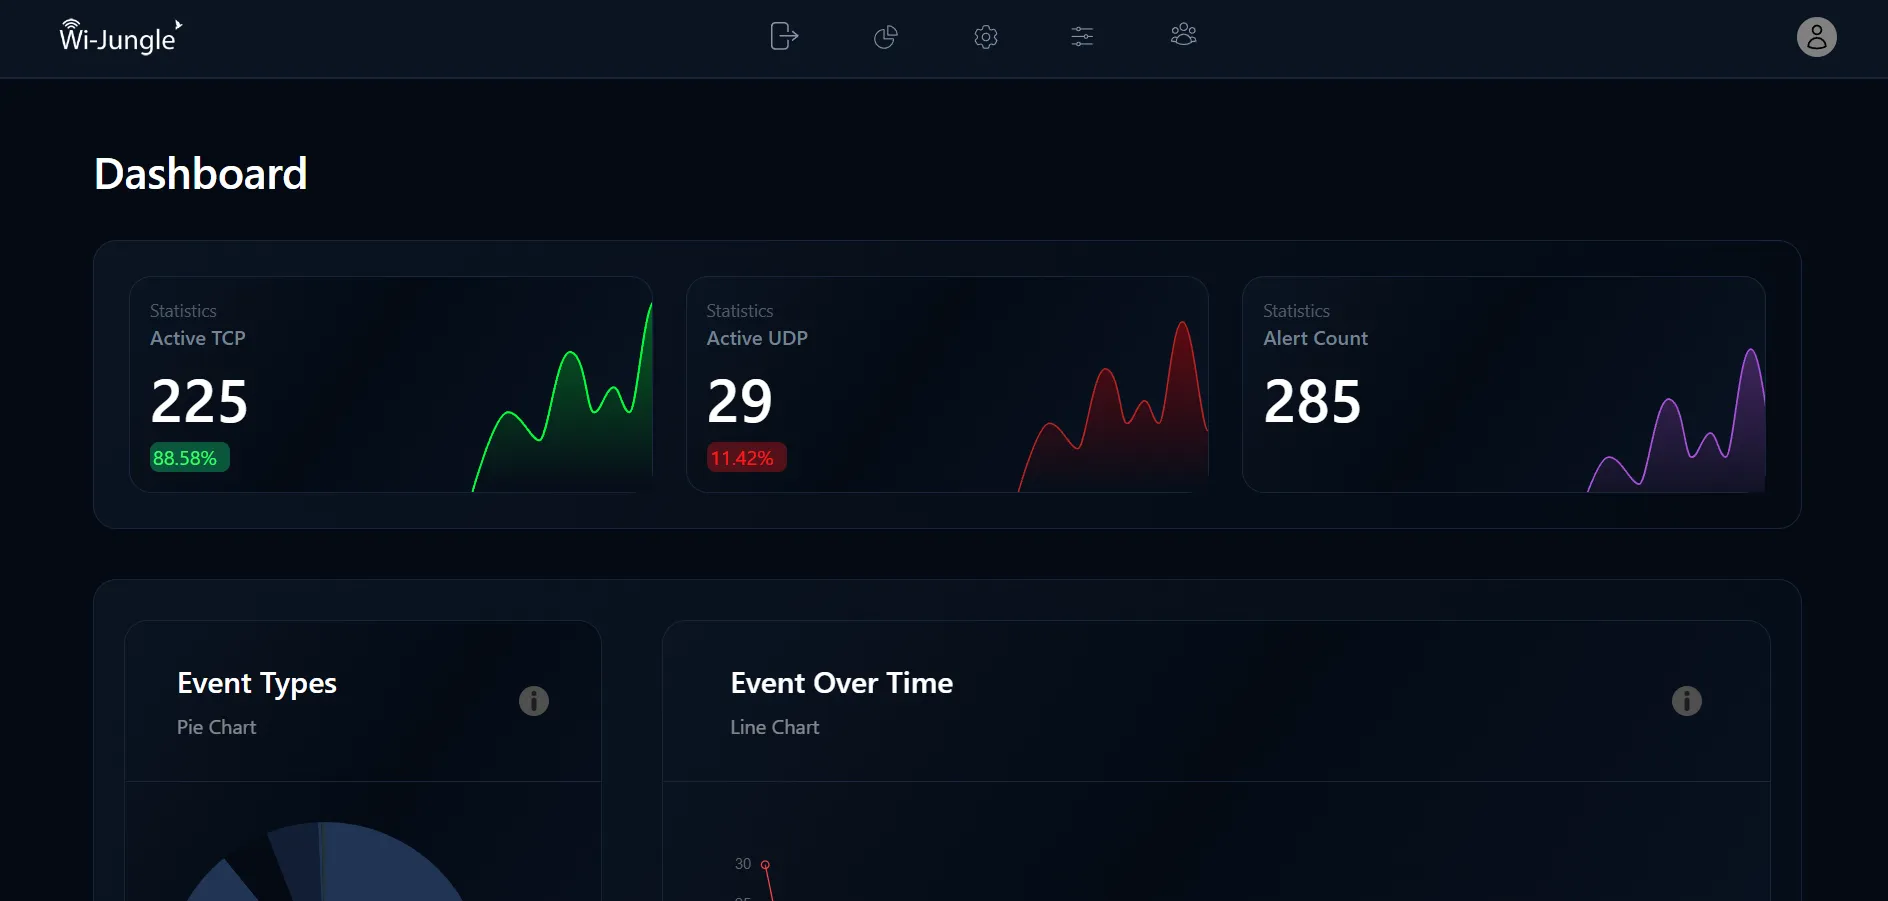 Wi-Jungle
Dashboard
Statistics
Active TCP
225
88.58%
Statistics
Active UDP
29
11.42%
Statistics
Alert Count
285
Event Types
Pie Chart
Event Over Time
Line Chart
30